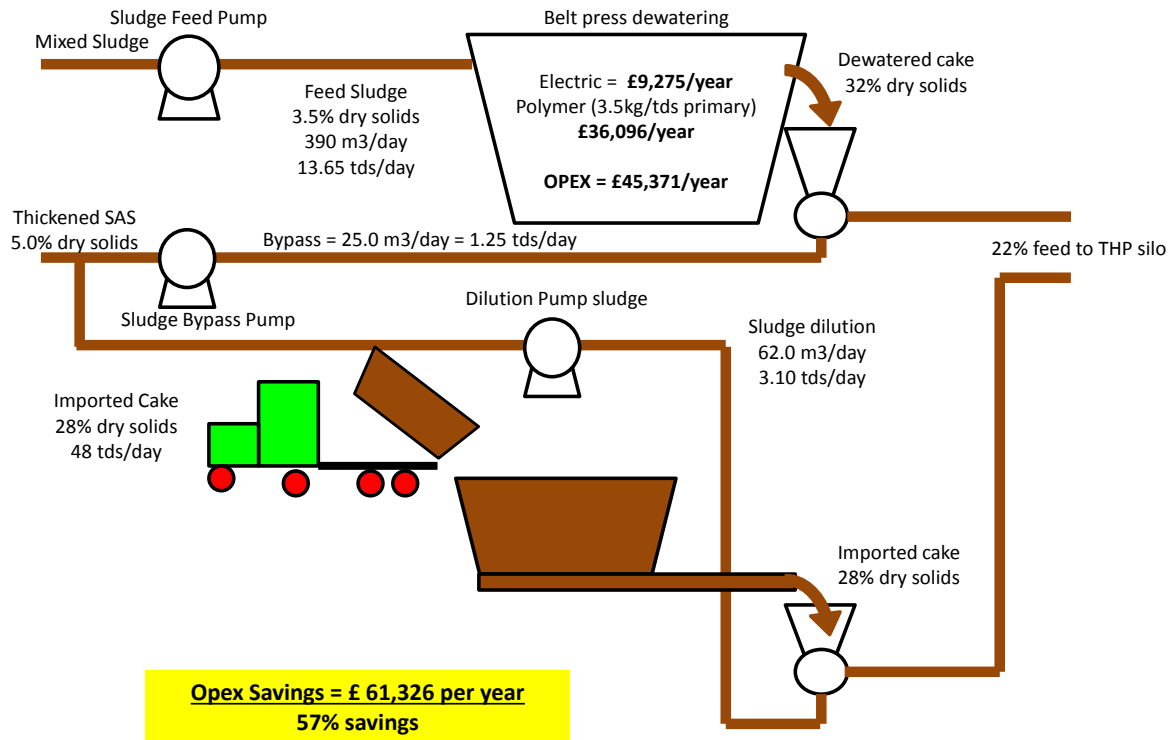 Sludge Feed Pump
Mixed Sludge
Belt press dewatering
Electric = £9,275/year
Polymer (3.5kg/tds primary)
£36,096/year
OPEX = £45,371/year
Dewatered cake
32% dry solids
Feed Sludge
3.5% dry solids
390 m3/day
13.65 tds/day
Thickened SAS
5.0% dry solids
Bypass = 25.0 m3/day = 1.25 tds/day
22% feed to THP silo
Sludge Bypass Pump
Dilution Pump sludge
Sludge dilution
62.0 m3/day
3.10 tds/day
Imported Cake
28% dry solids
48 tds/day
Imported cake
28% dry solids
Opex Savings = £ 61,326 per year
57% savings